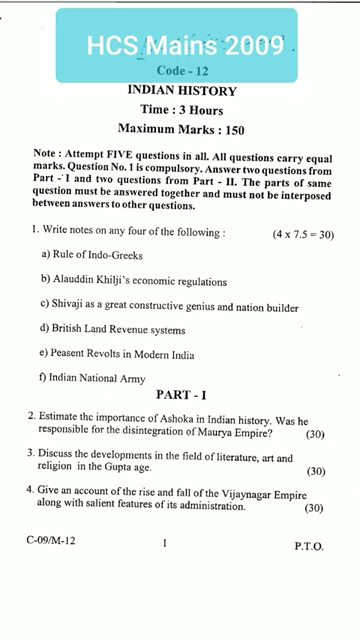 HCS Mains 2009
Code - 12
INDIAN HISTORY
Time : 3 Hours
Maximum Marks : 150
Note : Attempt FIVE questions in all. All questions carry equal
marks. Question No. 1 is compulsory. Answer two questions from
Part - I and two questions from Part - II. The parts of same
question must be answered together and must not be interposed
between answers to other questions.
1. Write notes on any four of the following : (4 x 7.5 = 30)
a) Rule of Indo-Greeks
b) Alauddin Khilji's economic regulations
c) Shivaji as a great constructive genius and nation builder
d) British Land Revenue systems
e) Peasent Revolts in Modern India
f) Indian National Army
PART - I
2. Estimate the importance of Ashoka in Indian history. Was he
responsible for the disintegration of Maurya Empire? (30)
3. Discuss the developments in the field of literature, art and
religion in the Gupta age. (30)
4. Give an account of the rise and fall of the Vijaynagar Empire
along with salient features of its administration. (30)
C-09/M-12 1 P.T.O.